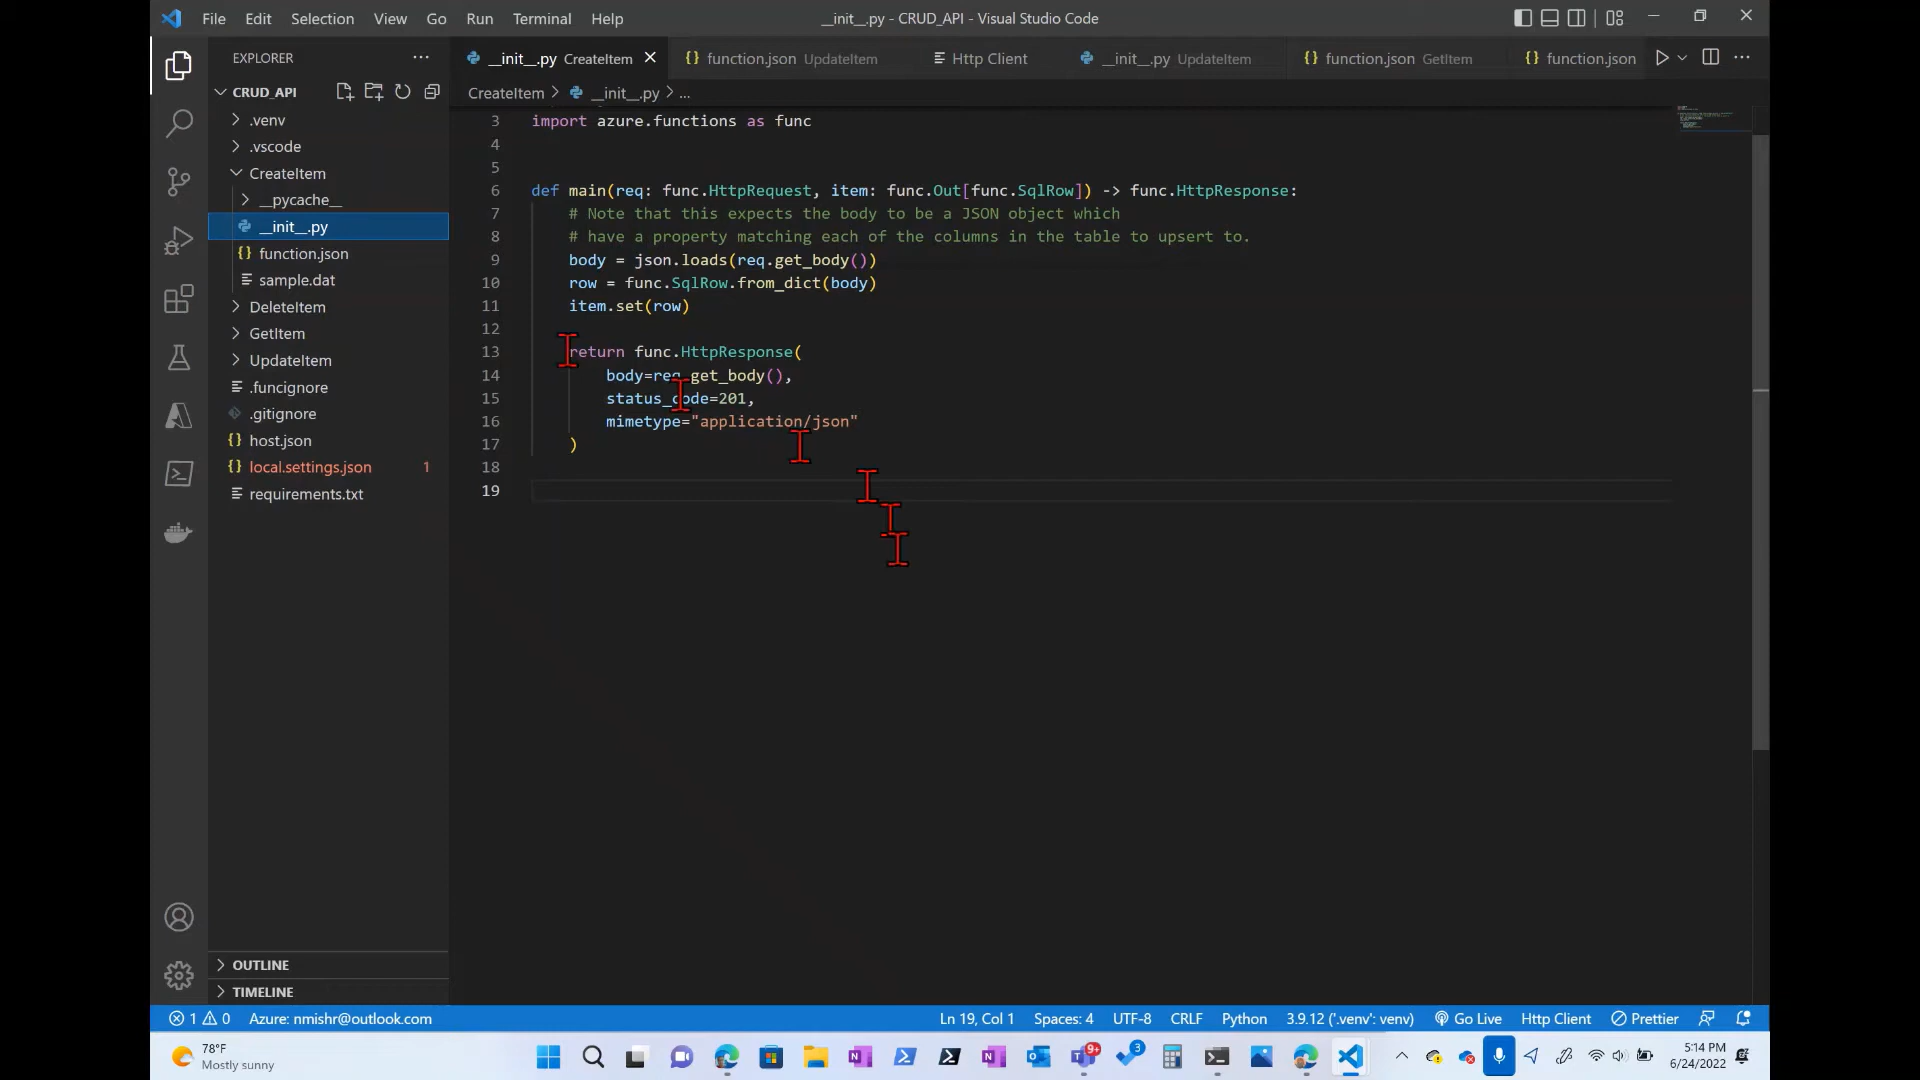 File Edit Selection View Go Run Terminal Help
__init__.py - CRUD_API - Visual Studio Code
EXPLORER
__init__.py CreateItem
function.json UpdateItem
Http Client
__init__.py UpdateItem
function.json GetItem
function.json
CRUD_API
CreateItem > __init__.py > ...
.venv
.vscode
CreateItem
__pycache__
__init__.py
function.json
sample.dat
DeleteItem
GetItem
UpdateItem
.funcignore
.gitignore
host.json
local.settings.json 1
requirements.txt
3 import azure.functions as func
4
5
6 def main(req: func.HttpRequest, item: func.Out[func.SqlRow]) -> func.HttpResponse:
7 # Note that this expects the body to be a JSON object which
8 # have a property matching each of the columns in the table to upsert to.
9 body = json.loads(req.get_body())
10 row = func.SqlRow.from_dict(body)
11 item.set(row)
12
13 return func.HttpResponse(
14 body=req.get_body(),
15 status_code=201,
16 mimetype="application/json"
17 )
18
19
OUTLINE
TIMELINE
1 0 Azure: nmishr@outlook.com
Ln 19, Col 1 Spaces: 4 UTF-8 CRLF Python 3.9.12 ('.venv': venv) Go Live Http Client Prettier
78°F
Mostly sunny
9+
3
5:14 PM
6/24/2022